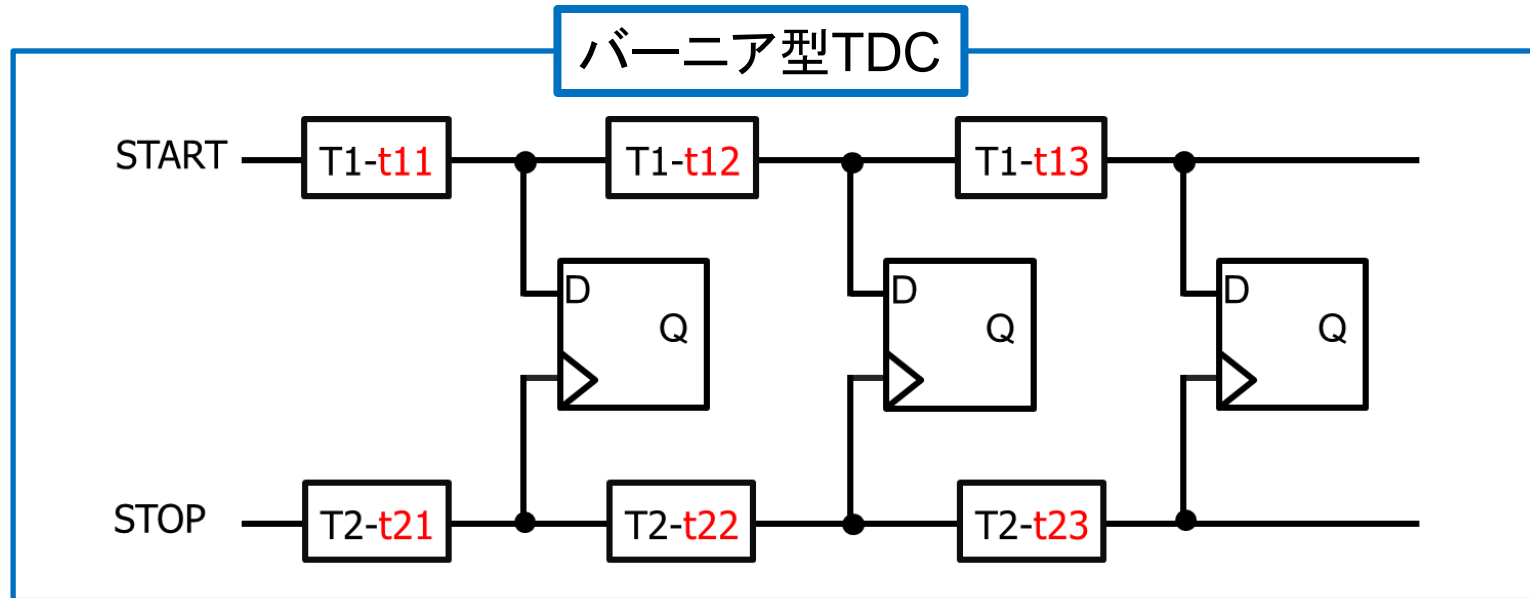 バーニア型TDC
START T1-t11 T1-t12 T1-t13
D D D
Q Q Q
STOP T2-t21 T2-t22 T2-t23